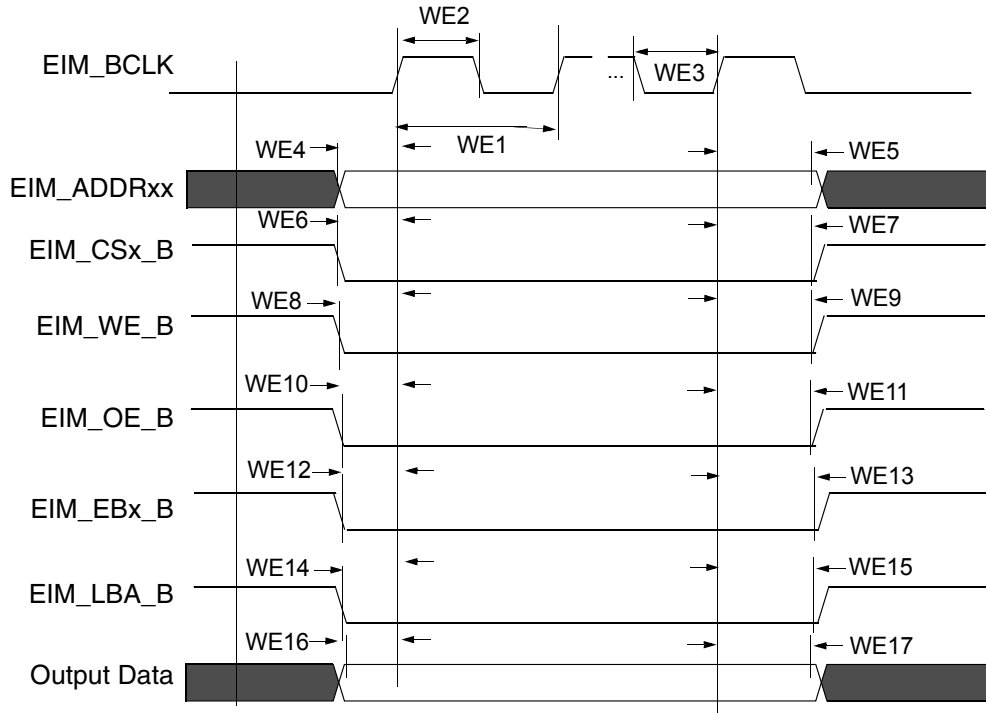 WE2
EIM_BCLK
...
WE3
WE1
WE4
WE5
EIM_ADDRxx
WE6
WE7
EIM_CSx_B
WE8
WE9
EIM_WE_B
WE10
WE11
EIM_OE_B
WE12
WE13
EIM_EBx_B
WE14
WE15
EIM_LBA_B
WE16
WE17
Output Data